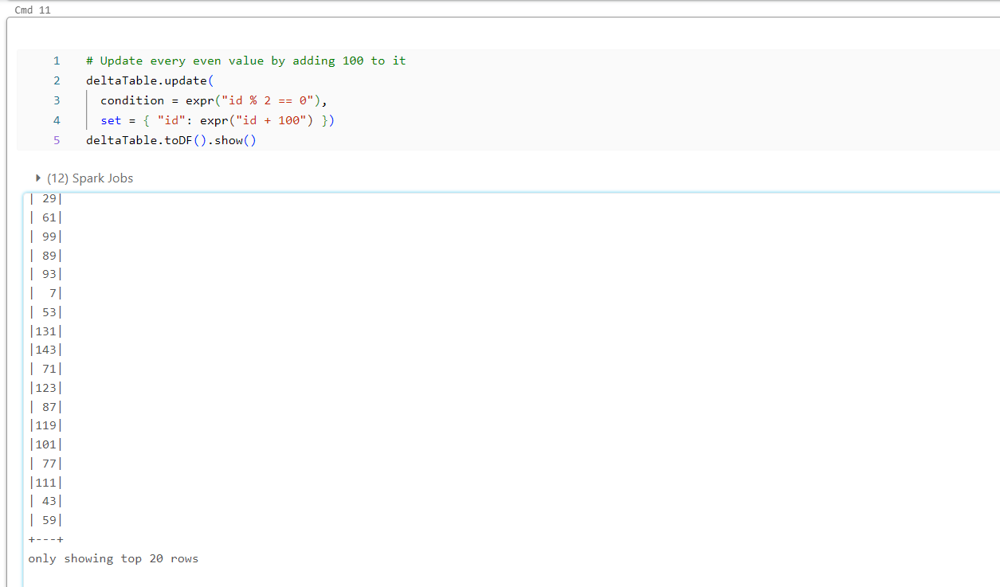 Cmd 11
1 # Update every even value by adding 100 to it
2 deltaTable.update(
3 condition = expr("id % 2 == 0"),
4 set = { "id": expr("id + 100") })
5 deltaTable.toDF().show()
(12) Spark Jobs
| 29|
| 61|
| 99|
| 89|
| 93|
|  7|
| 53|
|131|
|143|
| 71|
|123|
| 87|
|119|
|101|
| 77|
|111|
| 43|
| 59|
+---+
only showing top 20 rows